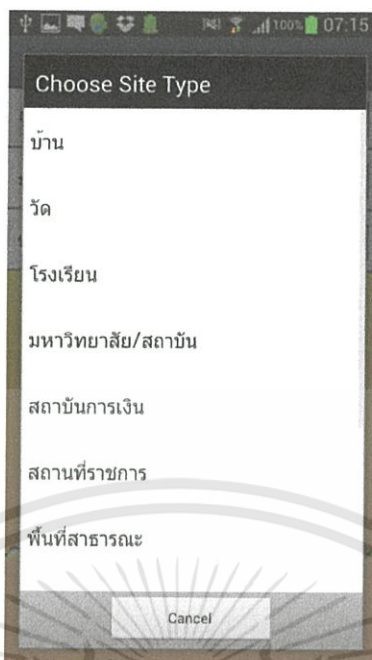 100% 07:15
Choose Site Type
บ้าน
วัด
โรงเรียน
มหาวิทยาลัย/สถาบัน
สถาบันการเงิน
สถานที่ราชการ
พื้นที่สาธารณะ
Cancel